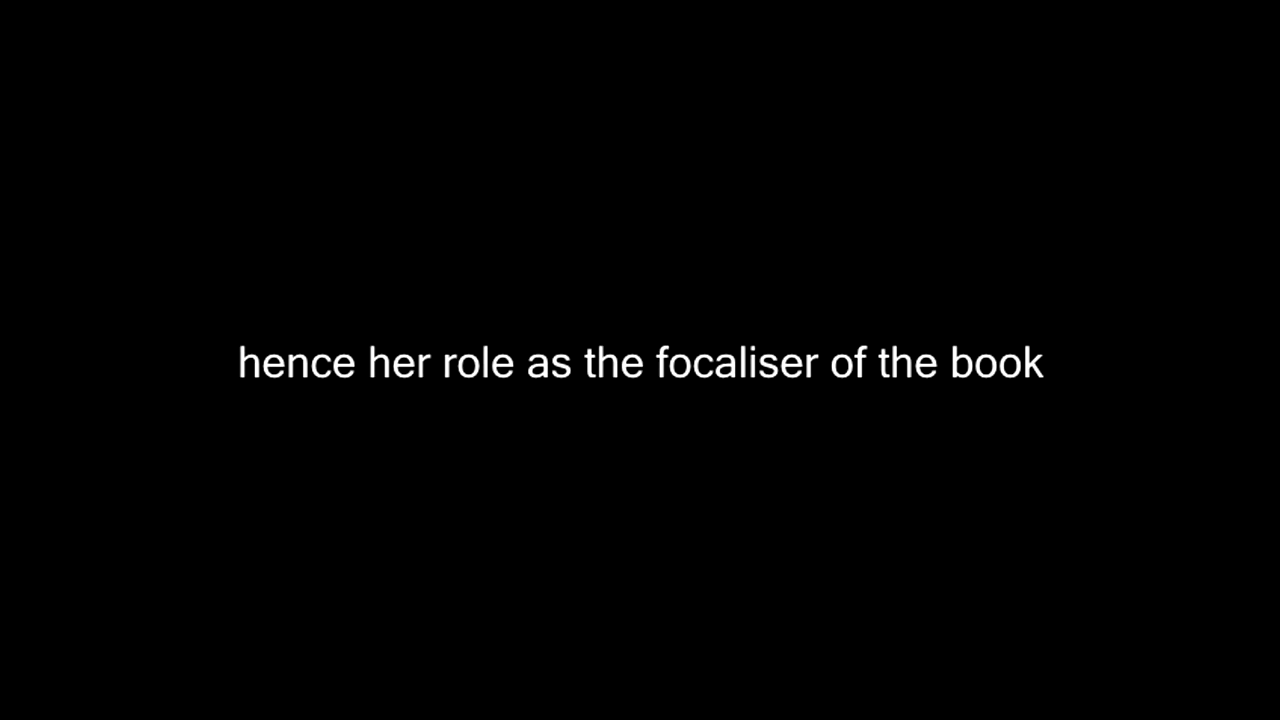 hence her role as the focaliser of the book